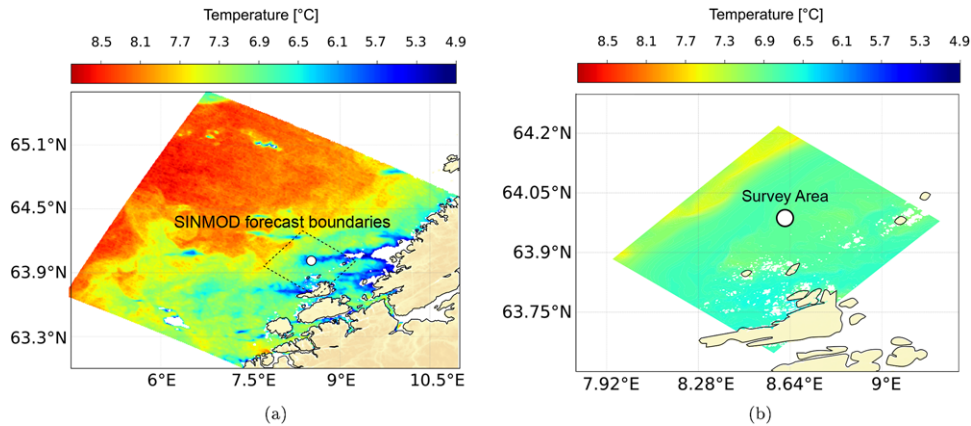 Temperature [°C]
8.5 8.1 7.7 7.3 6.9 6.5 6.1 5.7 5.3 4.9
65.1°N
64.5°N
63.9°N
63.3°N
SINMOD forecast boundaries
6°E 7.5°E 9°E 10.5°E
(a)
Temperature [°C]
8.5 8.1 7.7 7.3 6.9 6.5 6.1 5.7 5.3 4.9
64.2°N
64.05°N
63.9°N
63.75°N
Survey Area
7.92°E 8.28°E 8.64°E 9°E
(b)